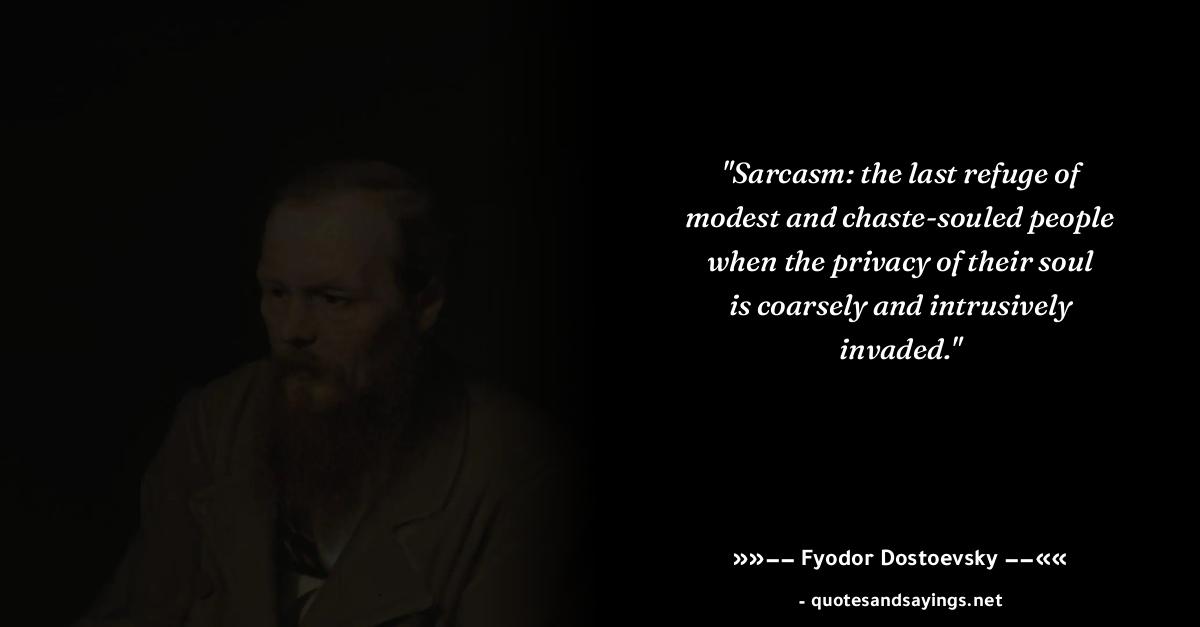 "Sarcasm: the last refuge of
modest and chaste-souled people
when the privacy of their soul
is coarsely and intrusively
invaded."
»»-- Fyodor Dostoevsky --««
- quotesandsayings.net